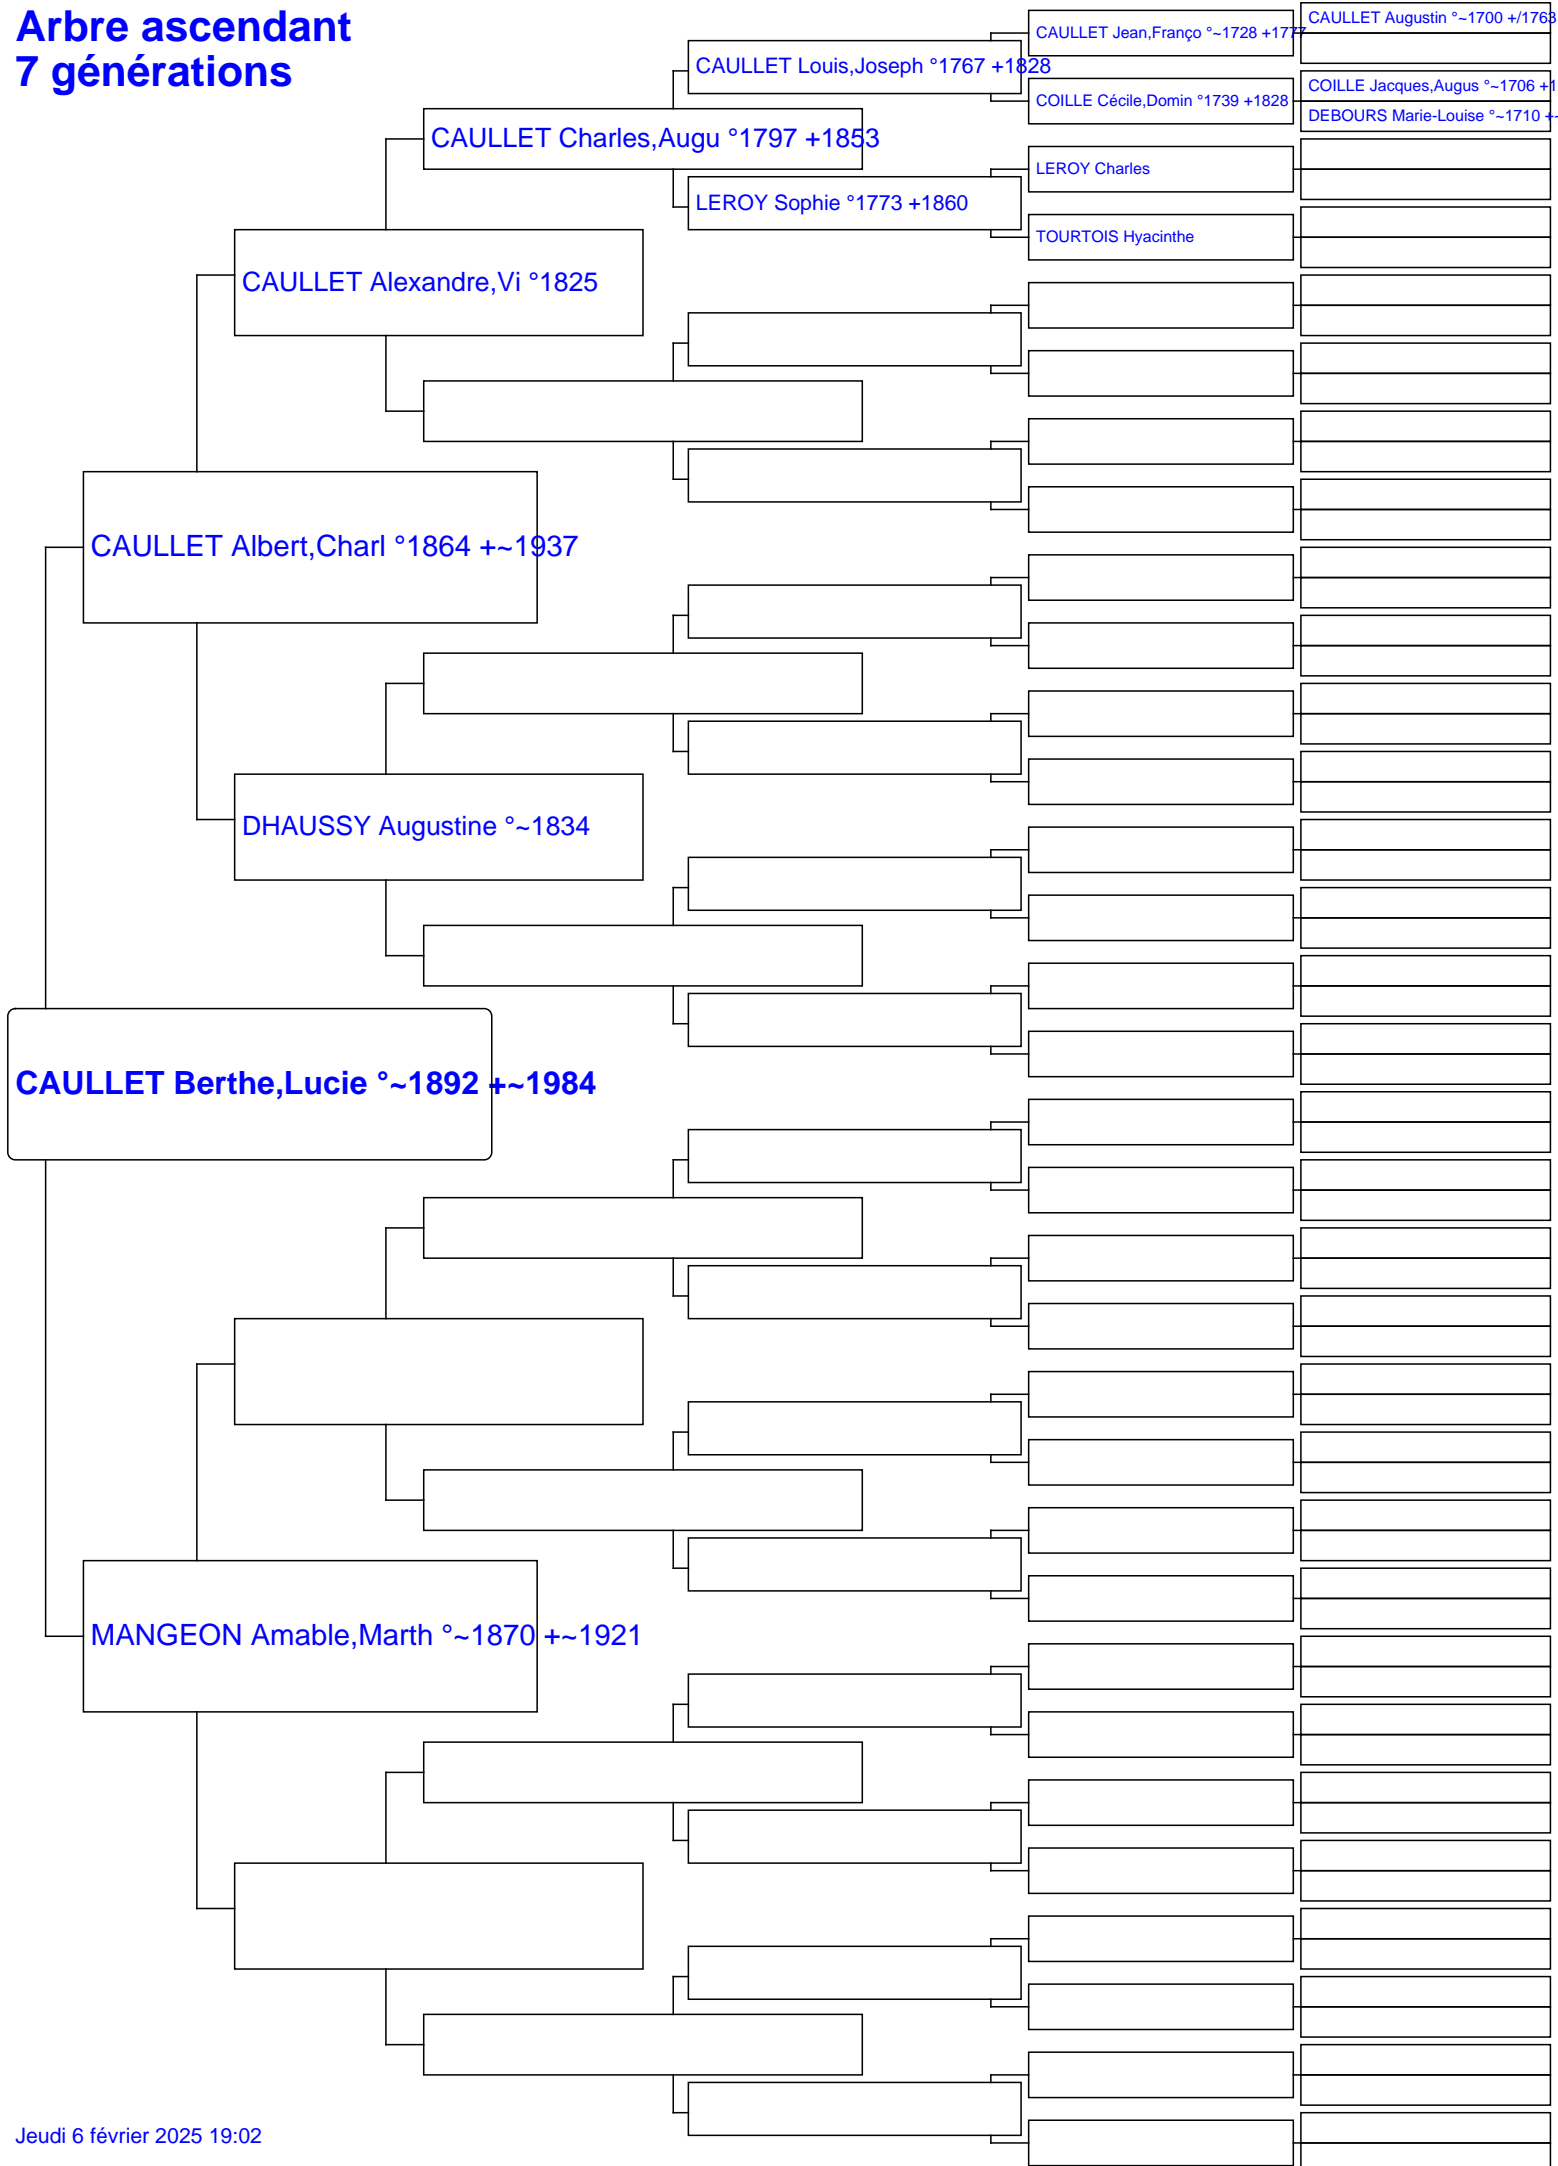 Arbre ascendant
7 générations
CAULLET Augustin °~1700 +/1763
CAULLET Jean,Franço °~1728 +1777
CAULLET Louis,Joseph °1767 +1828
COILLE Jacques,Augus °~1706 +1
COILLE Cécile,Domin °1739 +1828
DEBOURS Marie-Louise °~1710 +~
CAULLET Charles,Augu °1797 +1853
LEROY Charles
LEROY Sophie °1773 +1860
TOURTOIS Hyacinthe
CAULLET Alexandre,Vi °1825
CAULLET Albert,Charl °1864 +~1937
DHAUSSY Augustine °~1834
CAULLET Berthe,Lucie °~1892 +~1984
MANGEON Amable,Marth °~1870 +~1921
Jeudi 6 février 2025 19:02